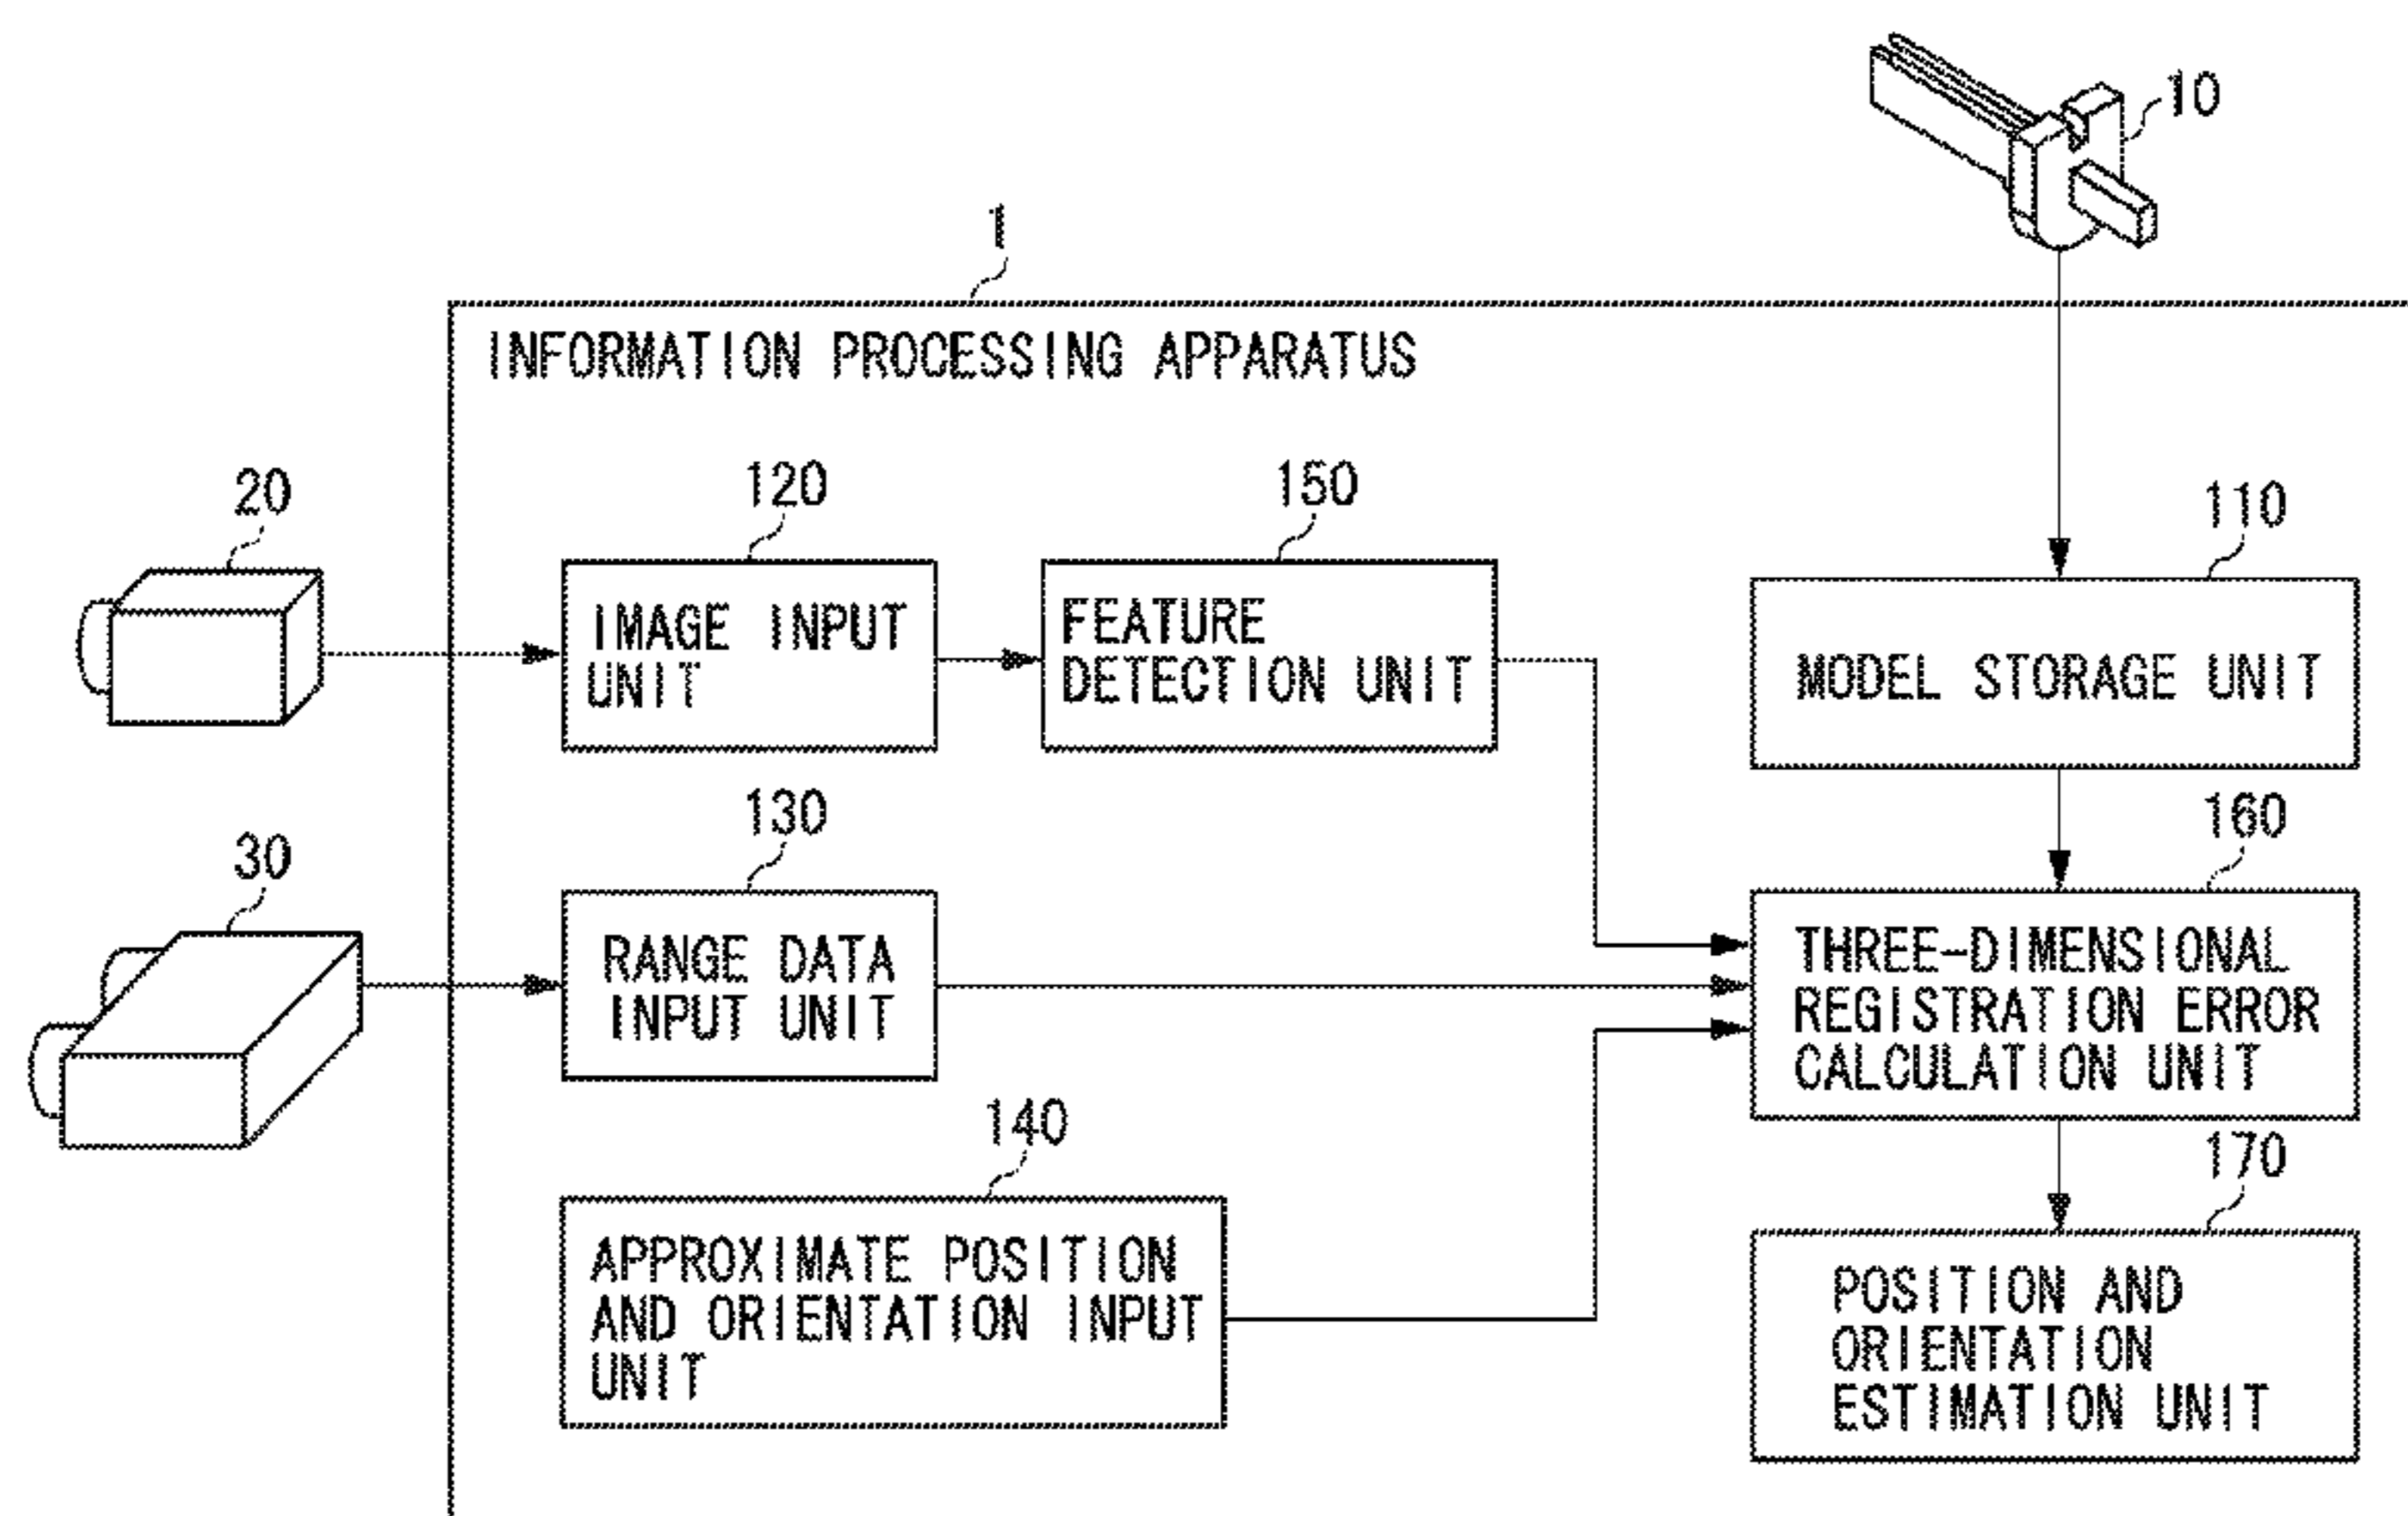 10
1
INFORMATION PROCESSING APPARATUS
20
120
150
110
IMAGE INPUT
UNIT
FEATURE
DETECTION UNIT
MODEL STORAGE UNIT
30
130
160
RANGE DATA
INPUT UNIT
THREE-DIMENSIONAL
REGISTRATION ERROR
CALCULATION UNIT
140
170
APPROXIMATE POSITION
AND ORIENTATION INPUT
UNIT
POSITION AND
ORIENTATION
ESTIMATION UNIT